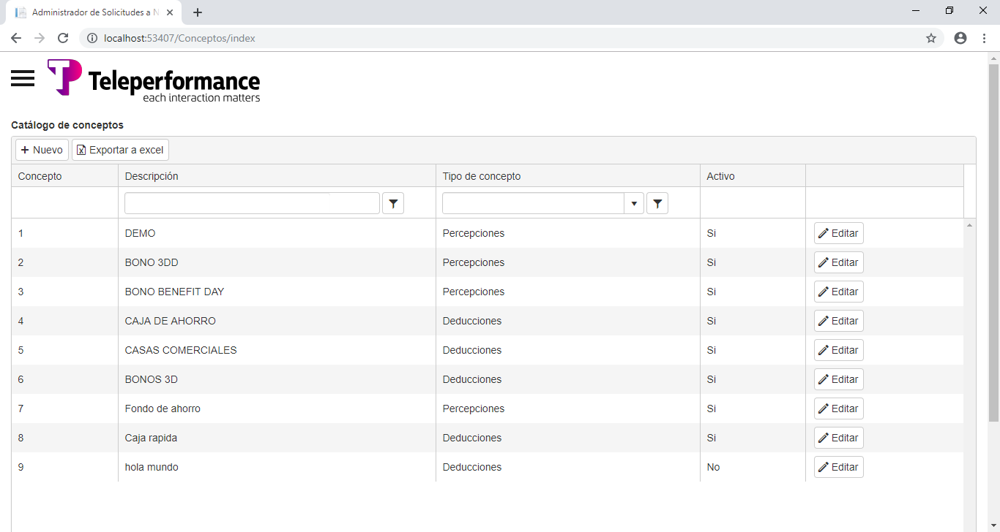 Administrador de Solicitudes a N
localhost:53407/Conceptos/index
Teleperformance
each interaction matters
Catálogo de conceptos
+ Nuevo Exportar a excel
Concepto Descripción Tipo de concepto Activo
1 DEMO Percepciones Si Editar
2 BONO 3DD Percepciones Si Editar
3 BONO BENEFIT DAY Percepciones Si Editar
4 CAJA DE AHORRO Deducciones Si Editar
5 CASAS COMERCIALES Deducciones Si Editar
6 BONOS 3D Deducciones Si Editar
7 Fondo de ahorro Percepciones Si Editar
8 Caja rapida Deducciones Si Editar
9 hola mundo Deducciones No Editar